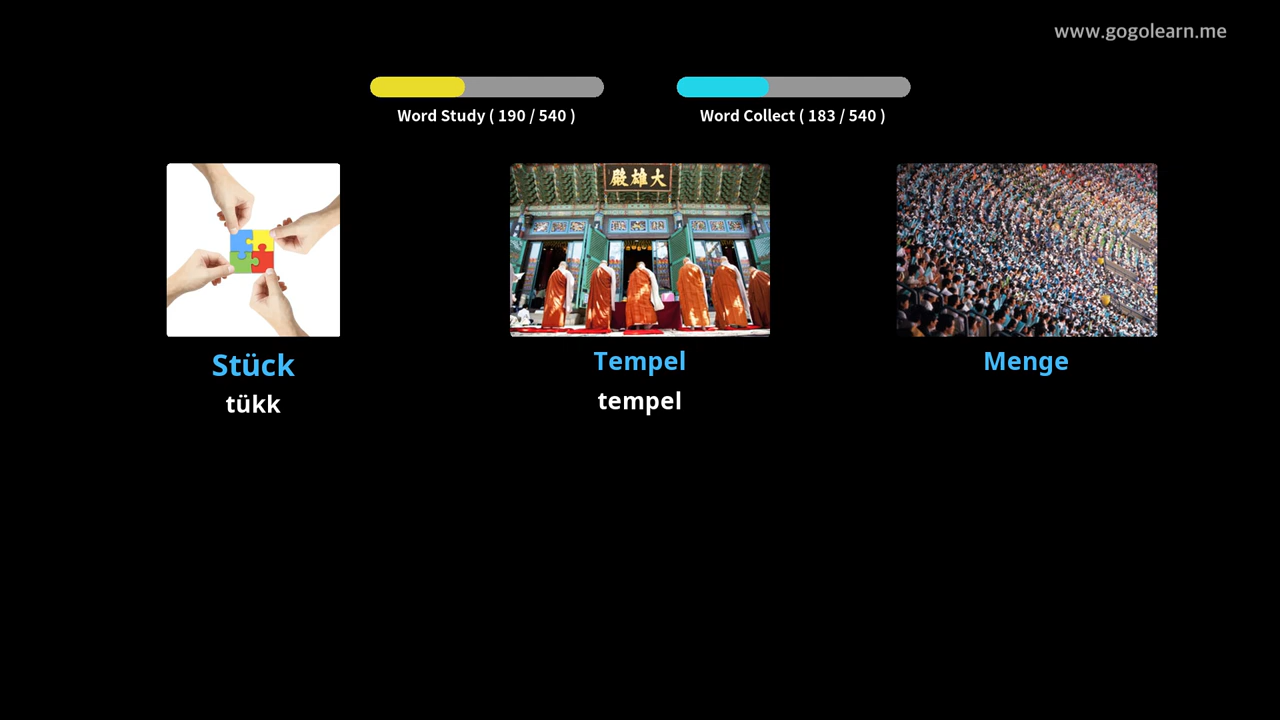 www.gogolearn.me
Word Study ( 190 / 540 )
Word Collect ( 183 / 540 )
殿雄大
Stück
Tempel
Menge
tükk
tempel